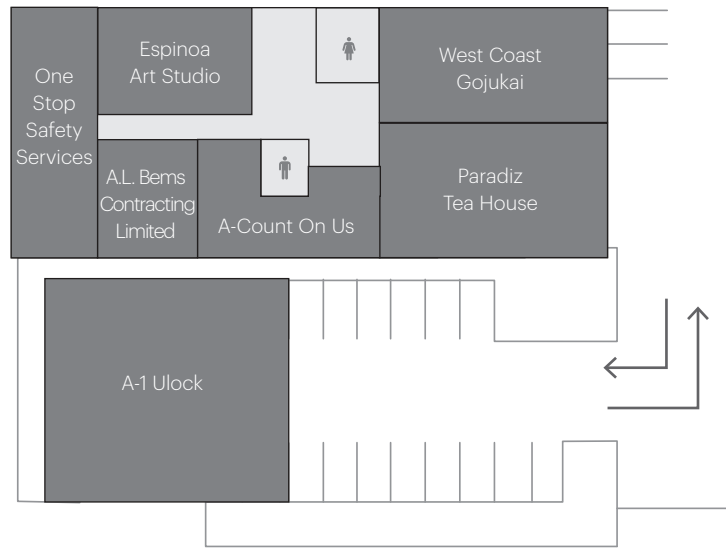 One
Stop
Safety
Services
Espinoa
Art Studio
West Coast
Gojukai
A.L. Bems
Contracting
Limited
A-Count On Us
Paradiz
Tea House
A-1 Ulock